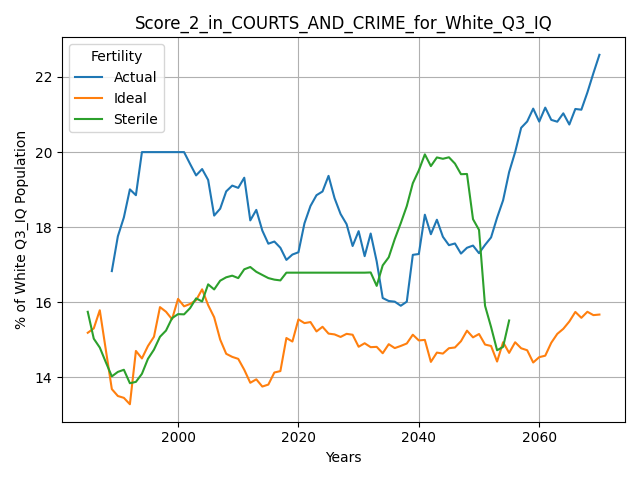 Score_2_in_COURTS_AND_CRIME_for_White_Q3_IQ
Fertility
Actual
Ideal
Sterile
% of White Q3_IQ Population
22
20
18
16
14
2000
2020
2040
2060
Years